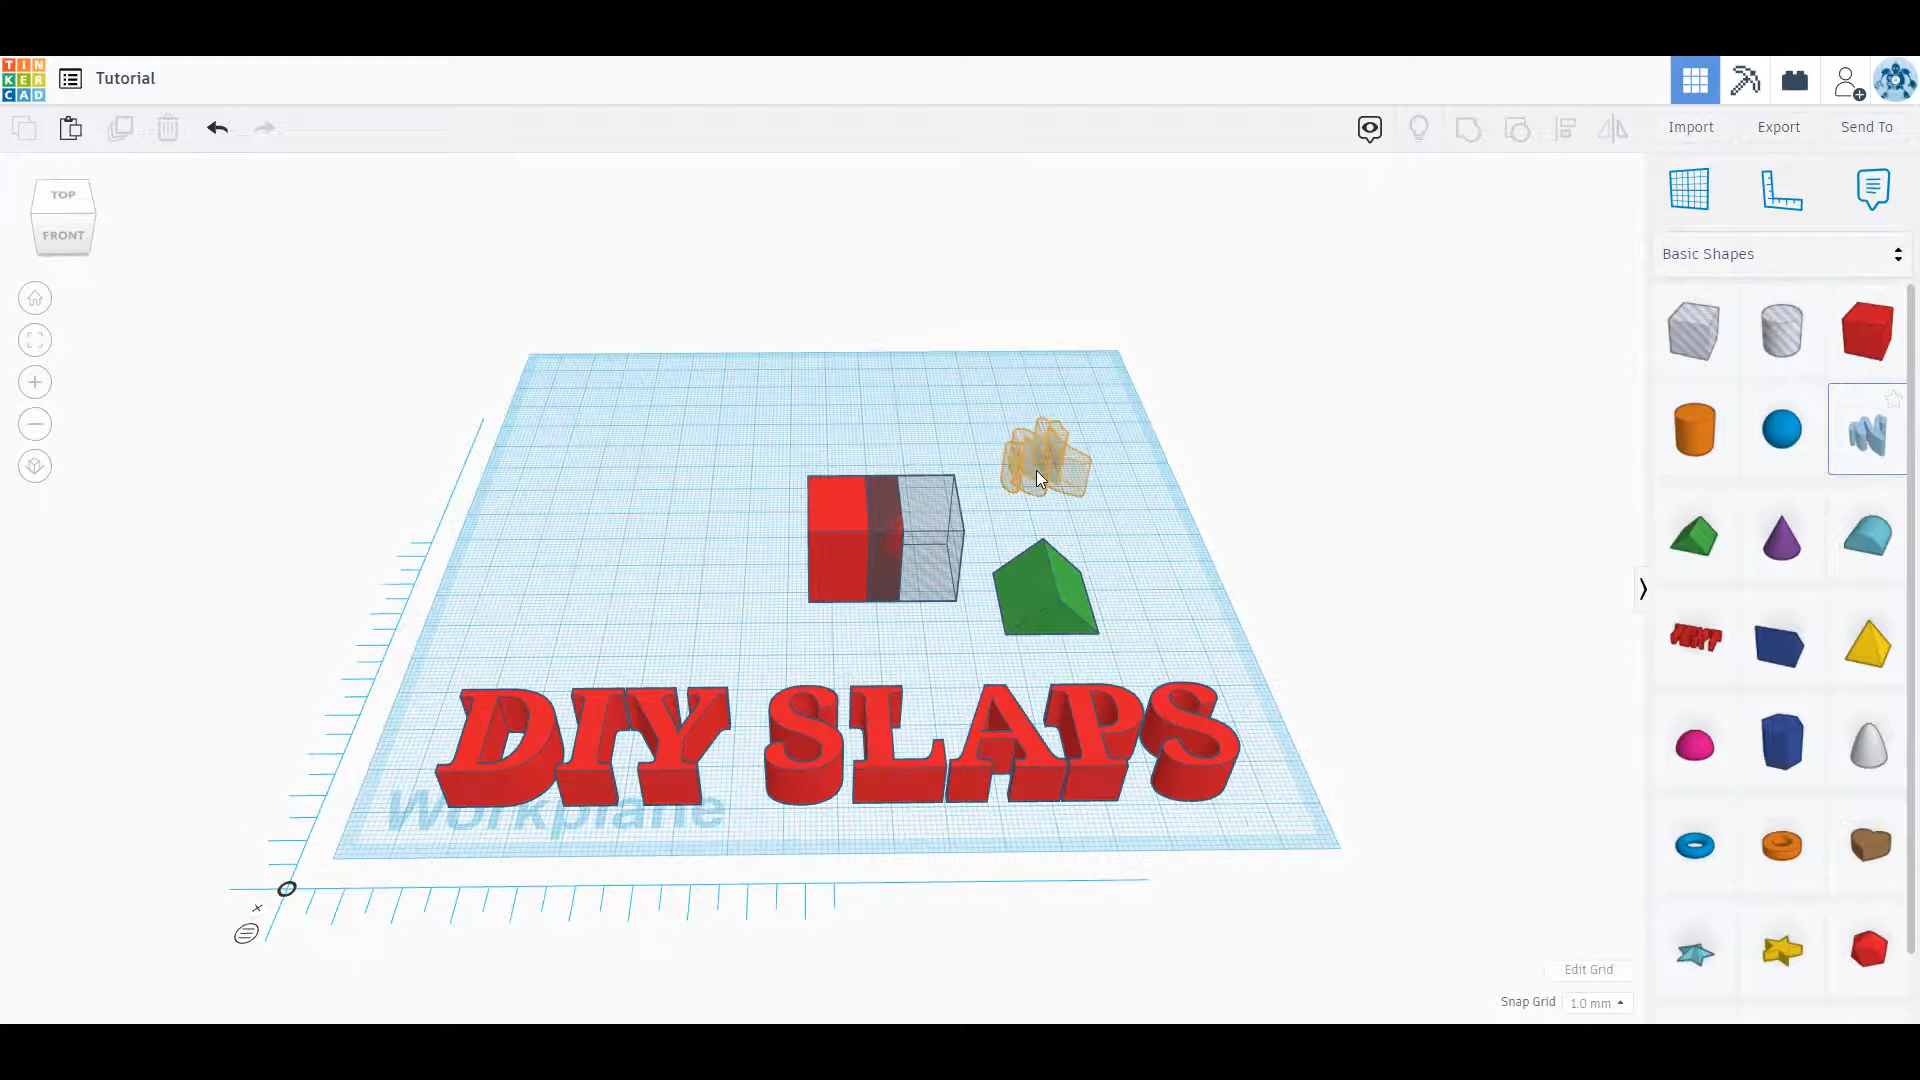 TIN
KER
CAD
Tutorial
Import
Export
Send To
TOP
FRONT
Basic Shapes
TEXT
DIY SLAPS
Workplane
Edit Grid
Snap Grid
1.0 mm